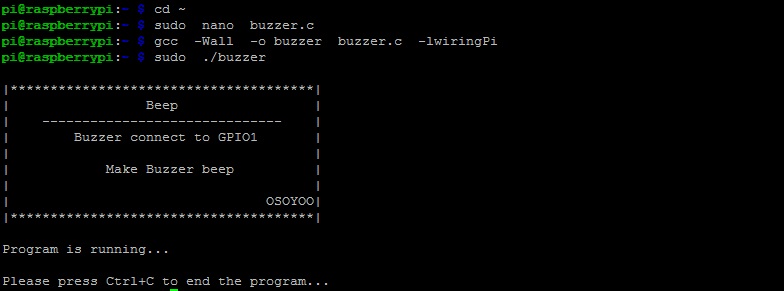 pi@raspberrypi:~ $ cd ~
pi@raspberrypi:~ $ sudo  nano  buzzer.c
pi@raspberrypi:~ $ gcc  -Wall  -o buzzer  buzzer.c  -lwiringPi
pi@raspberrypi:~ $ sudo  ./buzzer
|**************************************|
|                 Beep                 |
|    ------------------------------    |
|        Buzzer connect to GPIO1       |
|                                      |
|            Make Buzzer beep          |
|                                      |
|                                OSOYOO|
|**************************************|
Program is running...
Please press Ctrl+C to end the program...